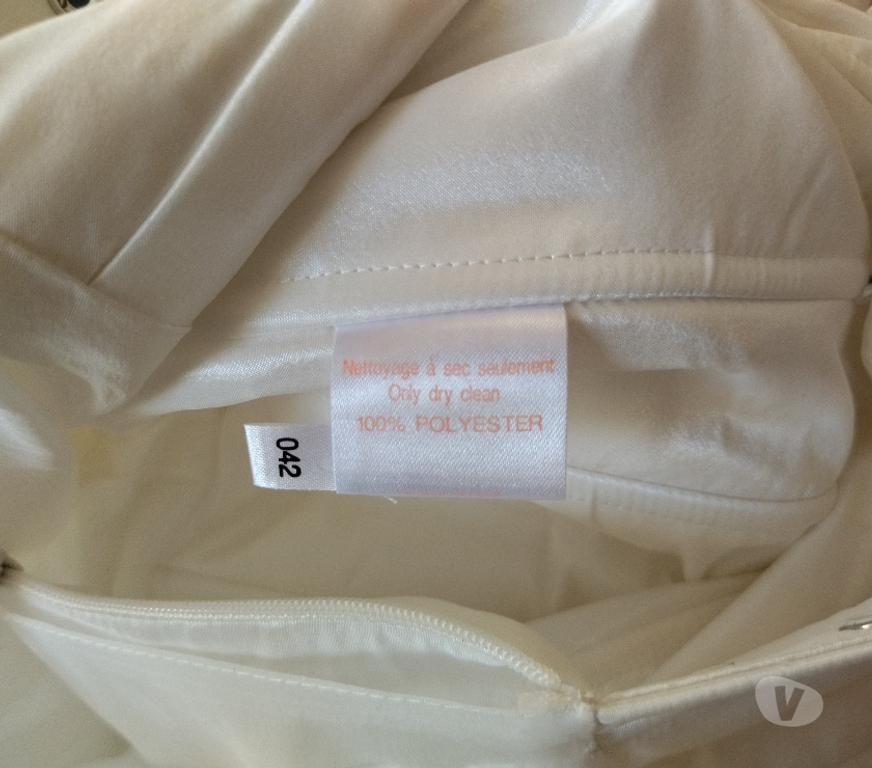 Nettoyage à sec seulement
Only dry clean
100% POLYESTER
042
V